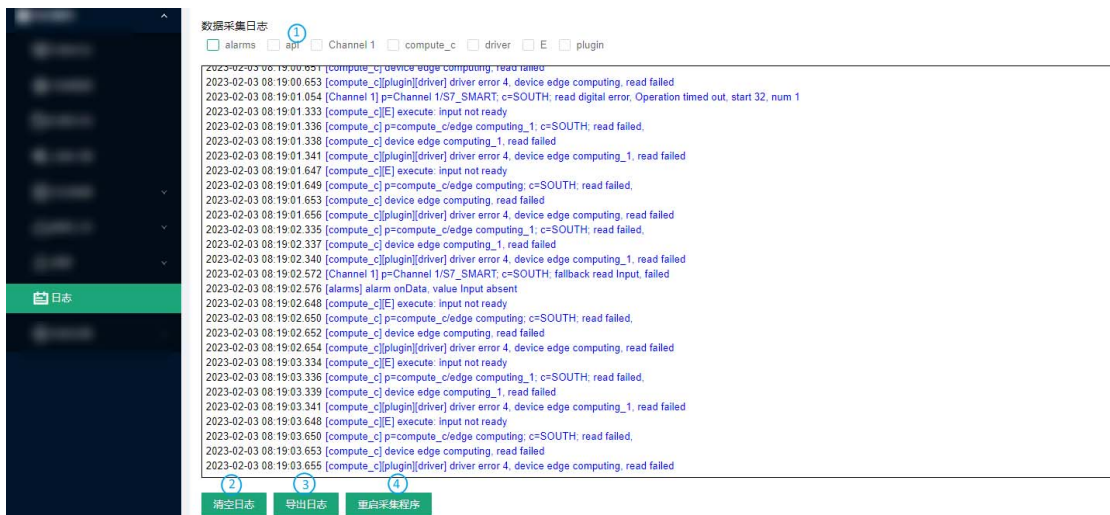 数据采集日志
①
alarms api Channel 1 compute_c driver E plugin
2023-02-03 08:19:00.651 [compute_c] device edge computing, read failed
2023-02-03 08:19:00.653 [compute_c][plugin][driver] driver error 4, device edge computing, read failed
2023-02-03 08:19:01.054 [Channel 1] p=Channel 1/S7_SMART; c=SOUTH; read digital error, Operation timed out, start 32, num 1
2023-02-03 08:19:01.333 [compute_c][E] execute: input not ready
2023-02-03 08:19:01.336 [compute_c] p=compute_c/edge computing_1; c=SOUTH; read failed,
2023-02-03 08:19:01.338 [compute_c] device edge computing_1, read failed
2023-02-03 08:19:01.341 [compute_c][plugin][driver] driver error 4, device edge computing_1, read failed
2023-02-03 08:19:01.647 [compute_c][E] execute: input not ready
2023-02-03 08:19:01.649 [compute_c] p=compute_c/edge computing; c=SOUTH; read failed,
2023-02-03 08:19:01.653 [compute_c] device edge computing, read failed
2023-02-03 08:19:01.656 [compute_c][plugin][driver] driver error 4, device edge computing, read failed
2023-02-03 08:19:02.335 [compute_c] p=compute_c/edge computing_1; c=SOUTH; read failed,
2023-02-03 08:19:02.337 [compute_c] device edge computing_1, read failed
2023-02-03 08:19:02.340 [compute_c][plugin][driver] driver error 4, device edge computing_1, read failed
2023-02-03 08:19:02.572 [Channel 1] p=Channel 1/S7_SMART; c=SOUTH; fallback read Input, failed
2023-02-03 08:19:02.576 [alarms] alarm onData, value Input absent
2023-02-03 08:19:02.648 [compute_c][E] execute: input not ready
2023-02-03 08:19:02.650 [compute_c] p=compute_c/edge computing; c=SOUTH; read failed,
2023-02-03 08:19:02.652 [compute_c] device edge computing, read failed
2023-02-03 08:19:02.654 [compute_c][plugin][driver] driver error 4, device edge computing, read failed
2023-02-03 08:19:03.334 [compute_c][E] execute: input not ready
2023-02-03 08:19:03.336 [compute_c] p=compute_c/edge computing_1; c=SOUTH; read failed,
2023-02-03 08:19:03.339 [compute_c] device edge computing_1, read failed
2023-02-03 08:19:03.341 [compute_c][plugin][driver] driver error 4, device edge computing_1, read failed
2023-02-03 08:19:03.648 [compute_c][E] execute: input not ready
2023-02-03 08:19:03.650 [compute_c] p=compute_c/edge computing; c=SOUTH; read failed,
2023-02-03 08:19:03.653 [compute_c] device edge computing, read failed
2023-02-03 08:19:03.655 [compute_c][plugin][driver] driver error 4, device edge computing, read failed
日志
② ③ ④
清空日志 导出日志 重启采集程序